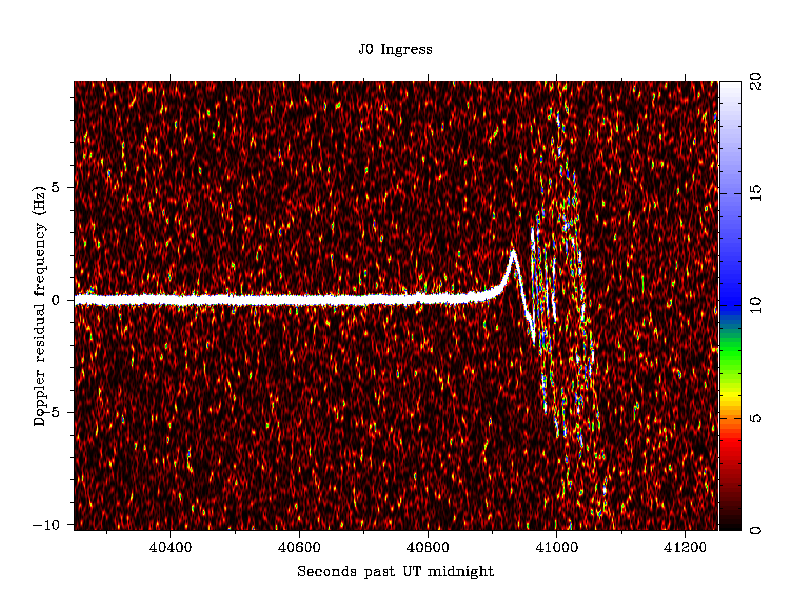 J0 Ingress
20
15
10
5
0
Doppler residual frequency (Hz)
5
0
−5
−10
40400 40600 40800 41000 41200
Seconds past UT midnight